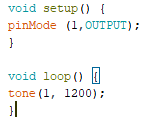 void setup() {
pinMode (1,OUTPUT);
}
void loop() {
tone(1, 1200);
}